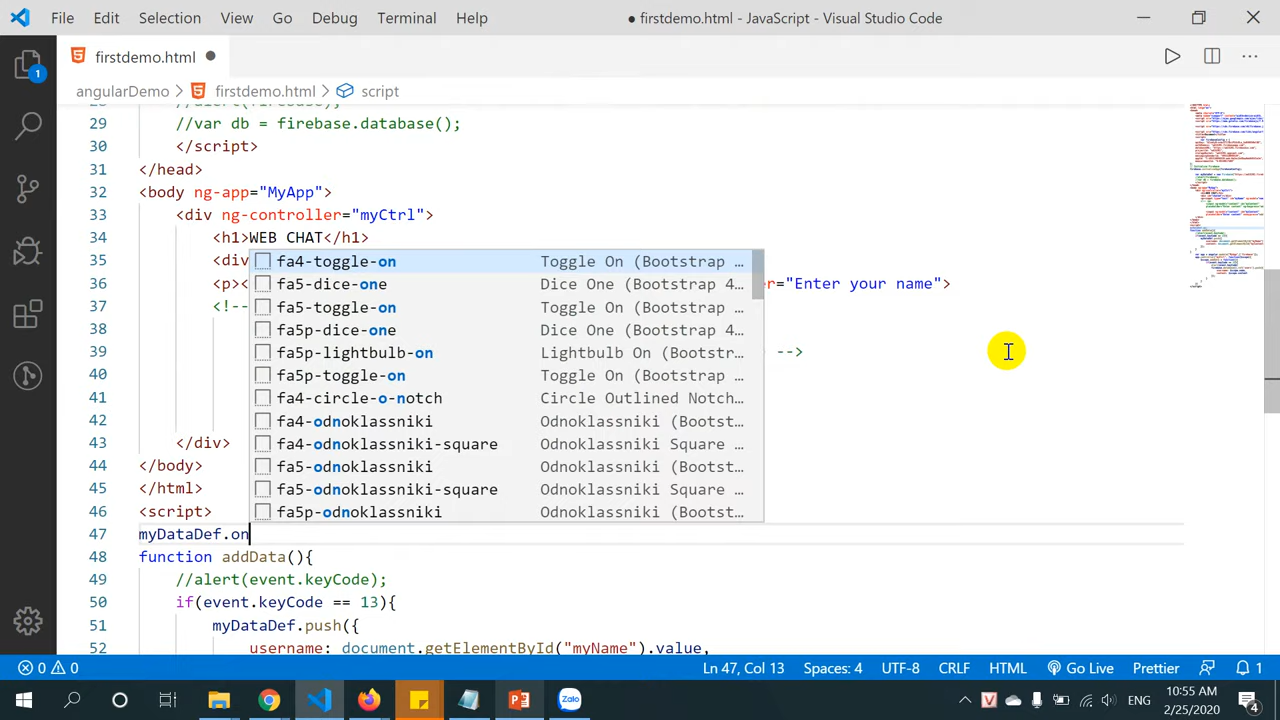 File Edit Selection View Go Debug Terminal Help
● firstdemo.html - JavaScript - Visual Studio Code
1
firstdemo.html ●
angularDemo > firstdemo.html > script
28 //alert(firebase);
29 //var db = firebase.database();
30 </script>
31 </head>
32 <body ng-app="MyApp">
33 <div ng-controller="myCtrl">
34 <h1>WEB CHAT</h1>
35 <div
36 <p>< r="Enter your name">
37 <!--
38
39 -->
40
41
42
43 </div>
44 </body>
45 </html>
46 <script>
47 myDataDef.on
48 function addData(){
49 //alert(event.keyCode);
50 if(event.keyCode == 13){
51 myDataDef.push({
52 username: document.getElementById("myName").value,
fa4-toggle-on Toggle On (Bootstrap …
fa5-dice-one Dice One (Bootstrap 4…
fa5-toggle-on Toggle On (Bootstrap …
fa5p-dice-one Dice One (Bootstrap 4…
fa5p-lightbulb-on Lightbulb On (Bootstr…
fa5p-toggle-on Toggle On (Bootstrap …
fa4-circle-o-notch Circle Outlined Notch…
fa4-odnoklassniki Odnoklassniki (Bootst…
fa4-odnoklassniki-square Odnoklassniki Square …
fa5-odnoklassniki Odnoklassniki (Bootst…
fa5-odnoklassniki-square Odnoklassniki Square …
fa5p-odnoklassniki Odnoklassniki (Bootst…
0 0 Ln 47, Col 13 Spaces: 4 UTF-8 CRLF HTML Go Live Prettier 1
Zalo ENG 10:55 AM
2/25/2020 4